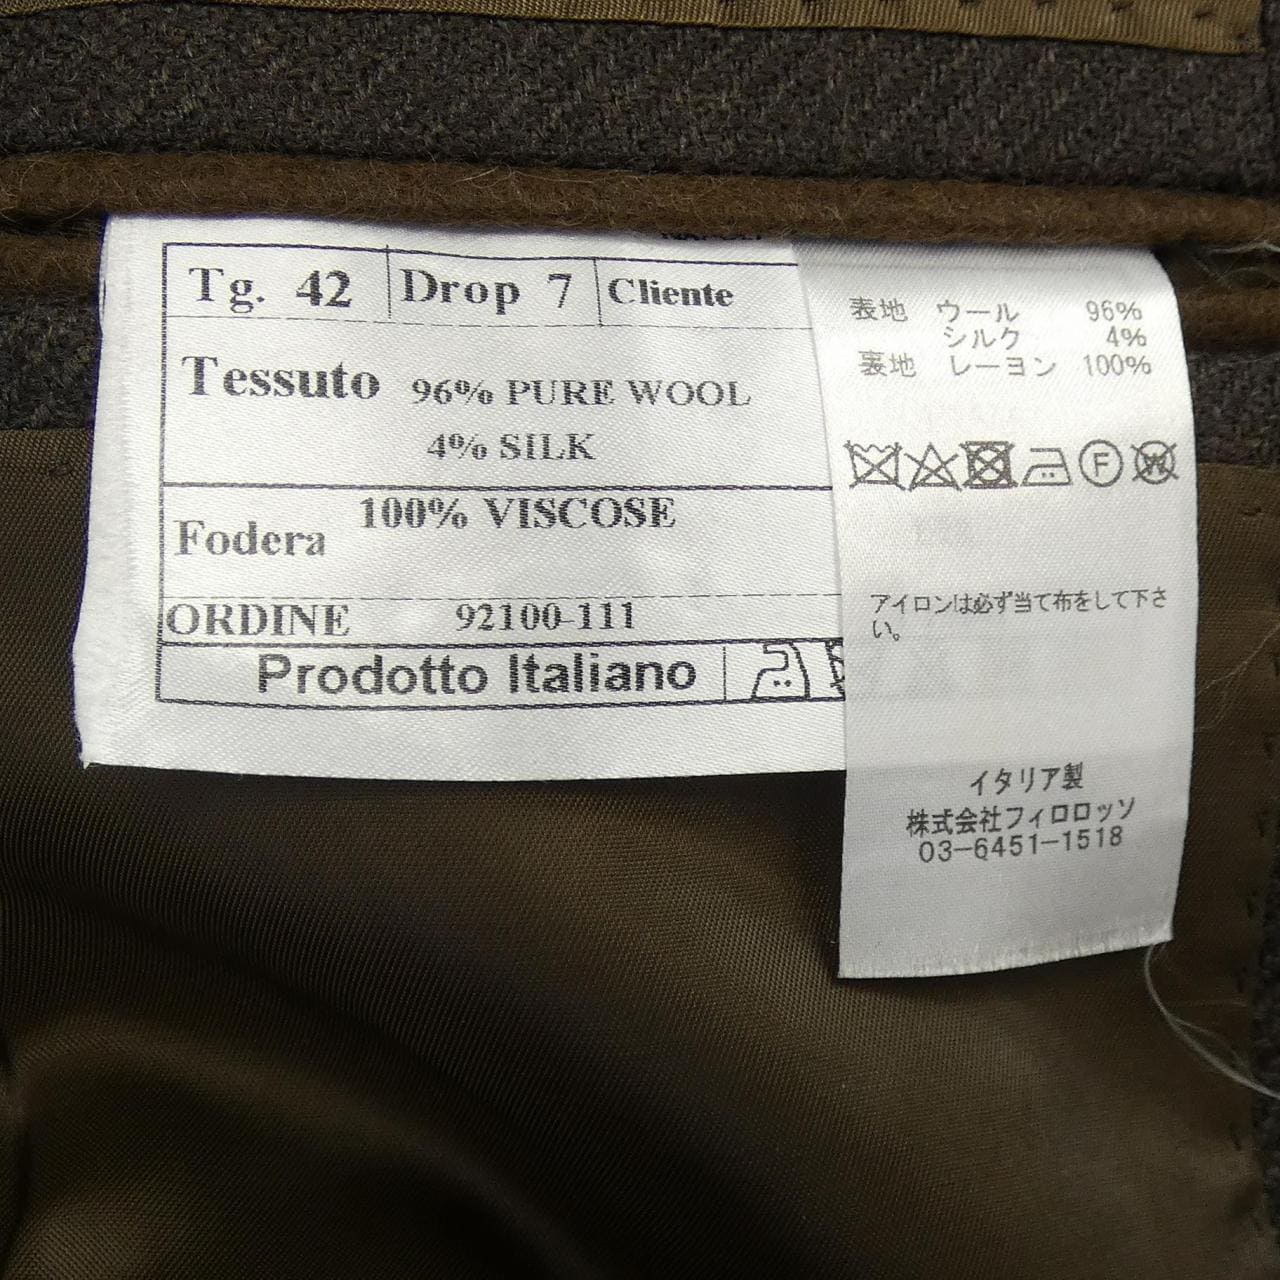 Tg. 42 Drop 7 Cliente
Tessuto 96% PURE WOOL
4% SILK
100% VISCOSE
Fodera
ORDINE 92100-111
Prodotto Italiano
表地 ウール 96%
シルク 4%
裏地 レーヨン 100%
F W
アイロンは必ず当て布をして下さ
い。
イタリア製
株式会社フィロロッソ
03-6451-1518